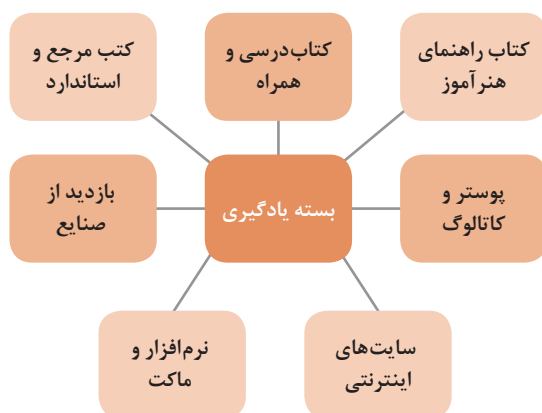 کتاب راهنمای
هنرآموز
کتاب‌درسی و
همراه
کتب مرجع و
استاندارد
پوستر و
کاتالوگ
بسته یادگیری
بازدید از
صنایع
سایت‌های
اینترنتی
نرم‌افزار و
ماکت